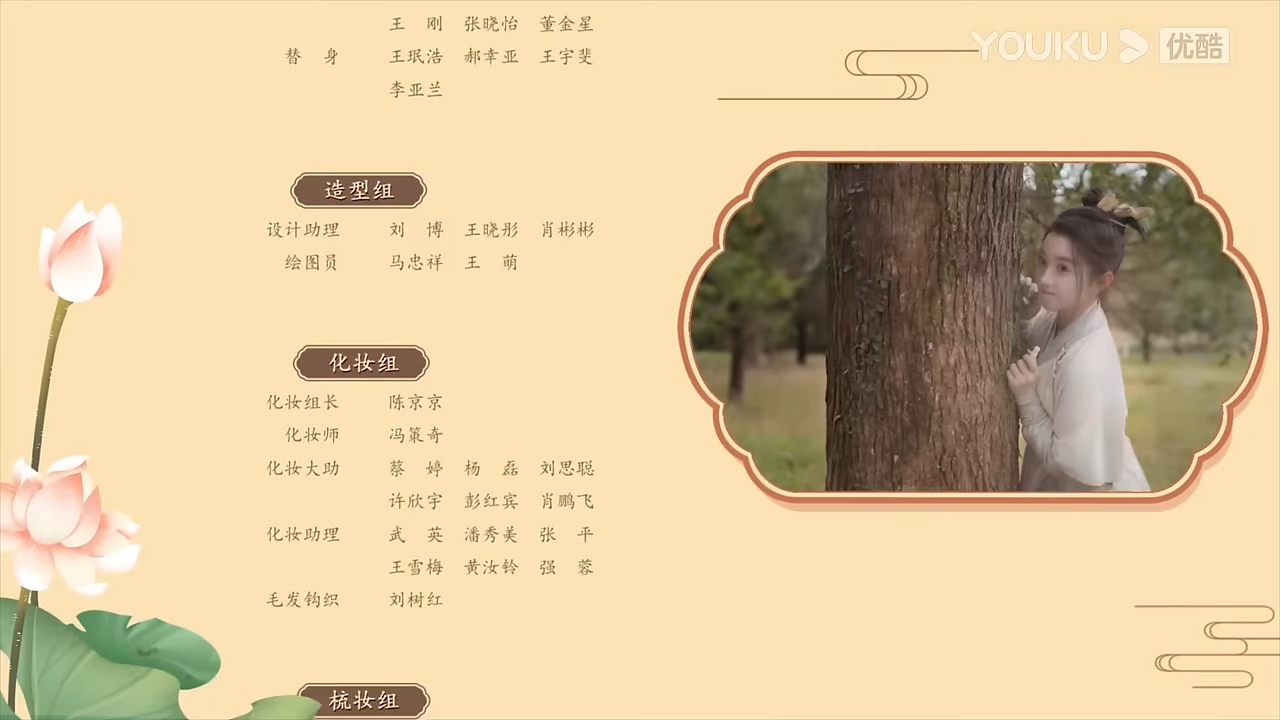 YOUKU 优酷
王 刚 张晓怡 董金星
替 身 王珉浩 郝幸亚 王宇斐
李亚兰
造型组
设计助理 刘 博 王晓彤 肖彬彬
绘图员 马忠祥 王 萌
化妆组
化妆组长 陈京京
化妆师 冯策奇
化妆大助 蔡 婷 杨 磊 刘思聪
许欣宇 彭红宾 肖鹏飞
化妆助理 武 英 潘秀美 张 平
王雪梅 黄汝铃 强 蓉
毛发钩织 刘树红
梳妆组